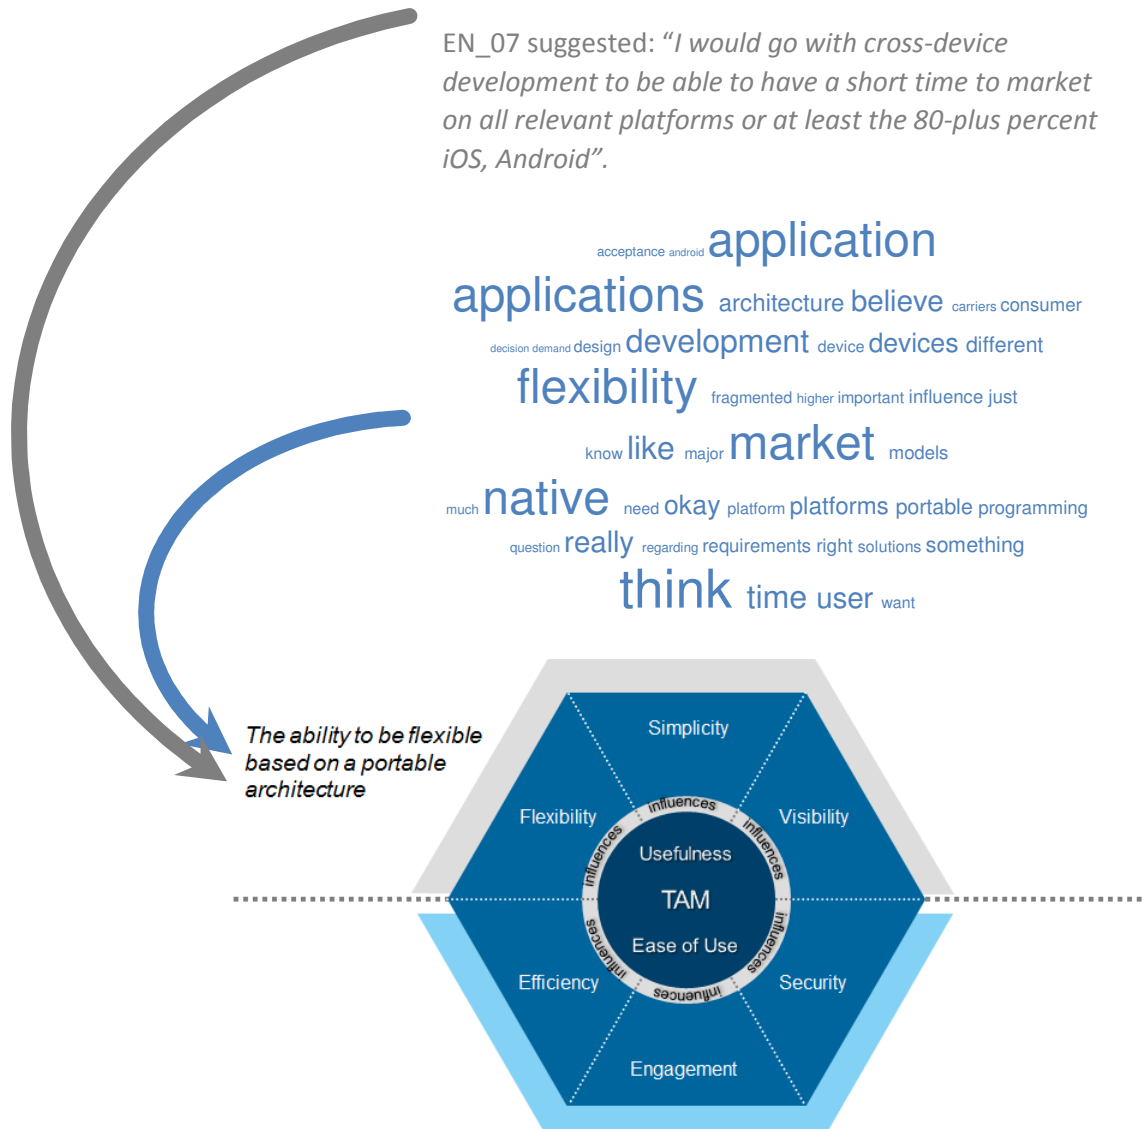 EN_07 suggested: “I would go with cross-device
development to be able to have a short time to market
on all relevant platforms or at least the 80-plus percent
iOS, Android”.
acceptance android application
applications architecture believe carriers consumer
decision demand design development device devices different
flexibility fragmented higher important influence just
know like major market models
much native need okay platform platforms portable programming
question really regarding requirements right solutions something
think time user want
The ability to be flexible
based on a portable
architecture
Simplicity
Flexibility
Visibility
influences
influences
influences
Usefulness
TAM
Ease of Use
influences
influences
influences
Efficiency
Security
Engagement